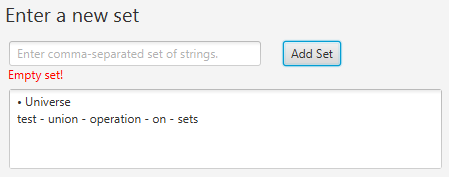 Enter a new set
Enter comma-separated set of strings.
Add Set
Empty set!
• Universe
test - union - operation - on - sets